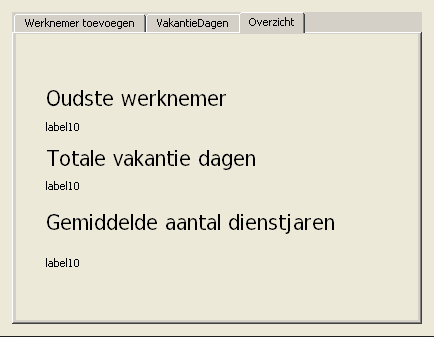 Werknemer toevoegen VakantieDagen Overzicht
Oudste werknemer
label10
Totale vakantie dagen
label10
Gemiddelde aantal dienstjaren
label10